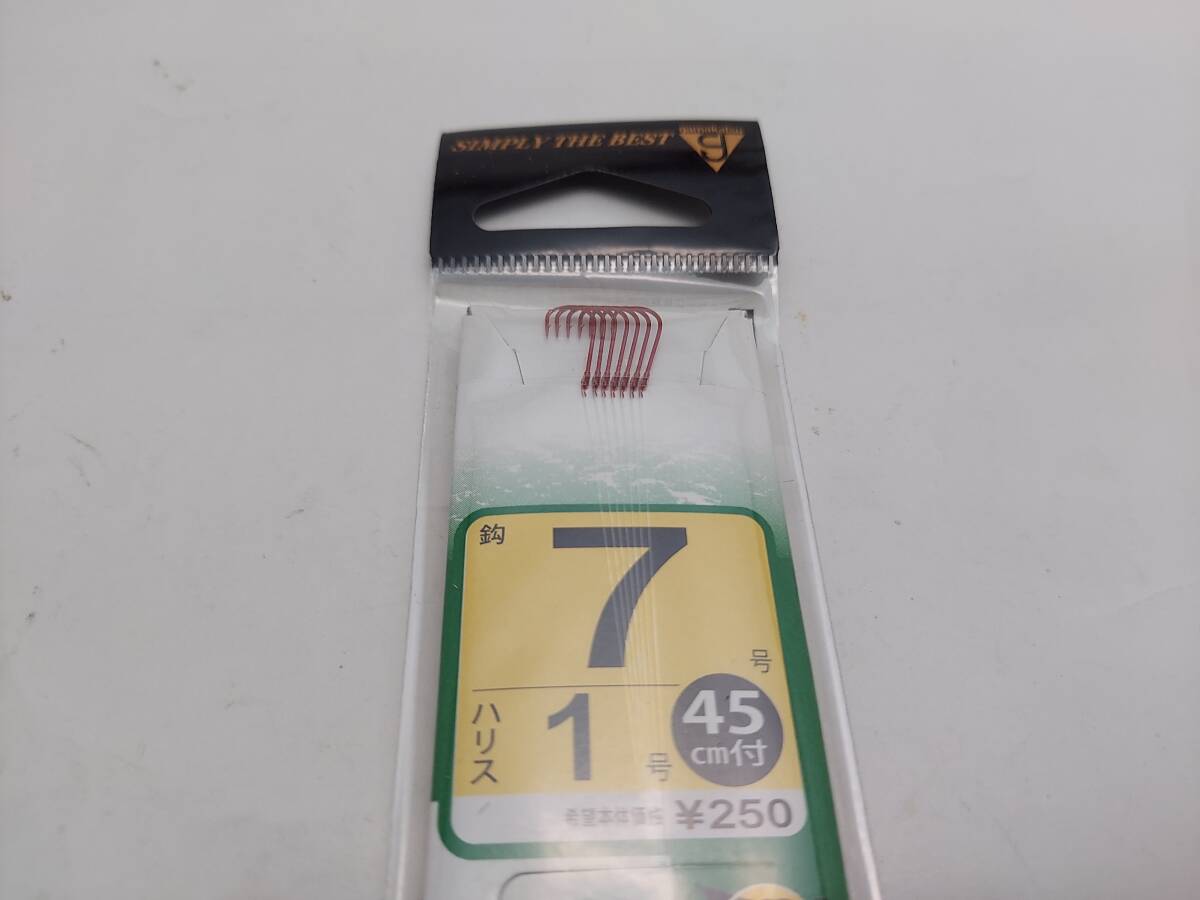 SIMPLY THE BEST
gamakatsu
鈎
7
号
ハリス
1
号
45
cm付
希望本体価格 ¥250